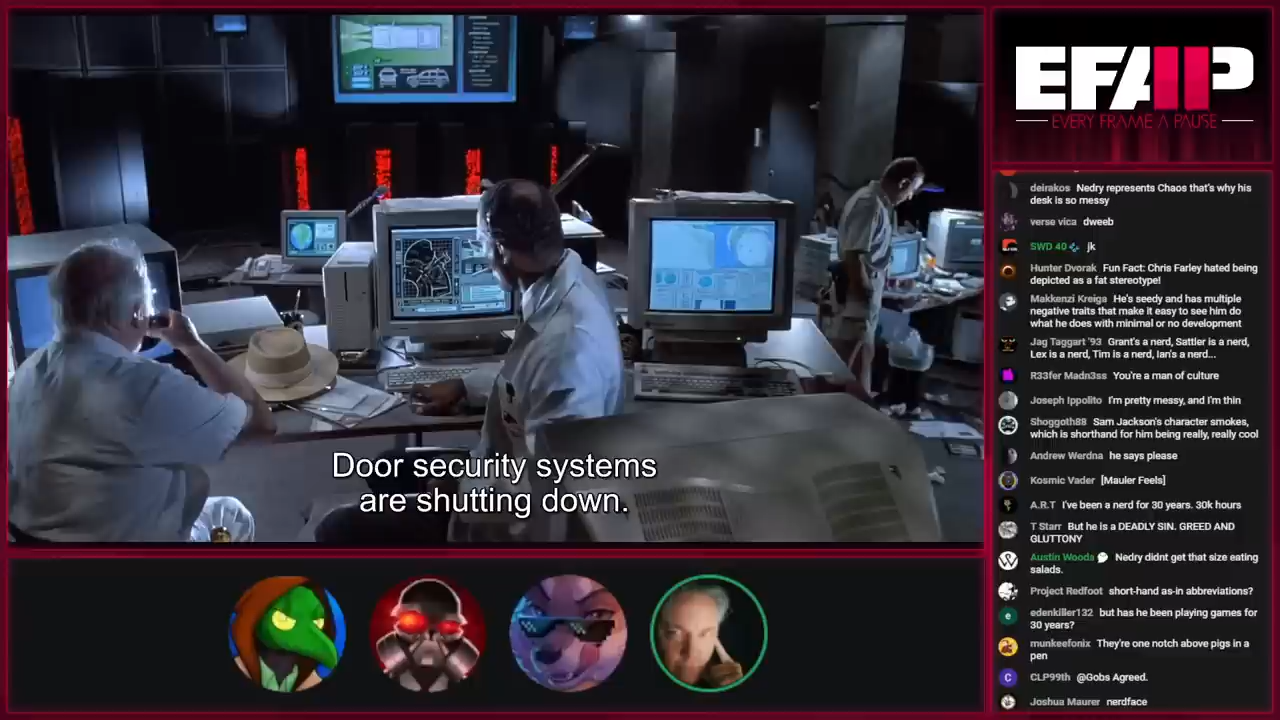 EFAP
EVERY FRAME A PAUSE
deirakos Nedry represents Chaos that's why his
desk is so messy
verse vica dweeb
SWD 40 jk
Hunter Dvorak Fun Fact: Chris Farley hated being
depicted as a fat stereotype!
Makkenzi Kreiga He's seedy and has multiple
negative traits that make it easy to see him do
what he does with minimal or no development
Jag Taggart '93 Grant's a nerd, Sattler is a nerd,
Lex is a nerd, Tim is a nerd, Ian's a nerd...
R33fer Madn3ss You're a man of culture
Joseph Ippolito I'm pretty messy, and I'm thin
Shoggoth88 Sam Jackson's character smokes,
which is shorthand for him being really, really cool
Andrew Werdna he says please
Kosmic Vader [Mauler Feels]
A.R.T I've been a nerd for 30 years. 30k hours
T Starr But he is a DEADLY SIN. GREED AND
GLUTTONY
Austin Woods Nedry didnt get that size eating
salads.
Project Redfoot short-hand as-in abbreviations?
edenkiller132 but has he been playing games for
30 years?
munkeefonix They're one notch above pigs in a
pen
CLP99th @Gobs Agreed.
Joshua Maurer nerdface
Door security systems
are shutting down.